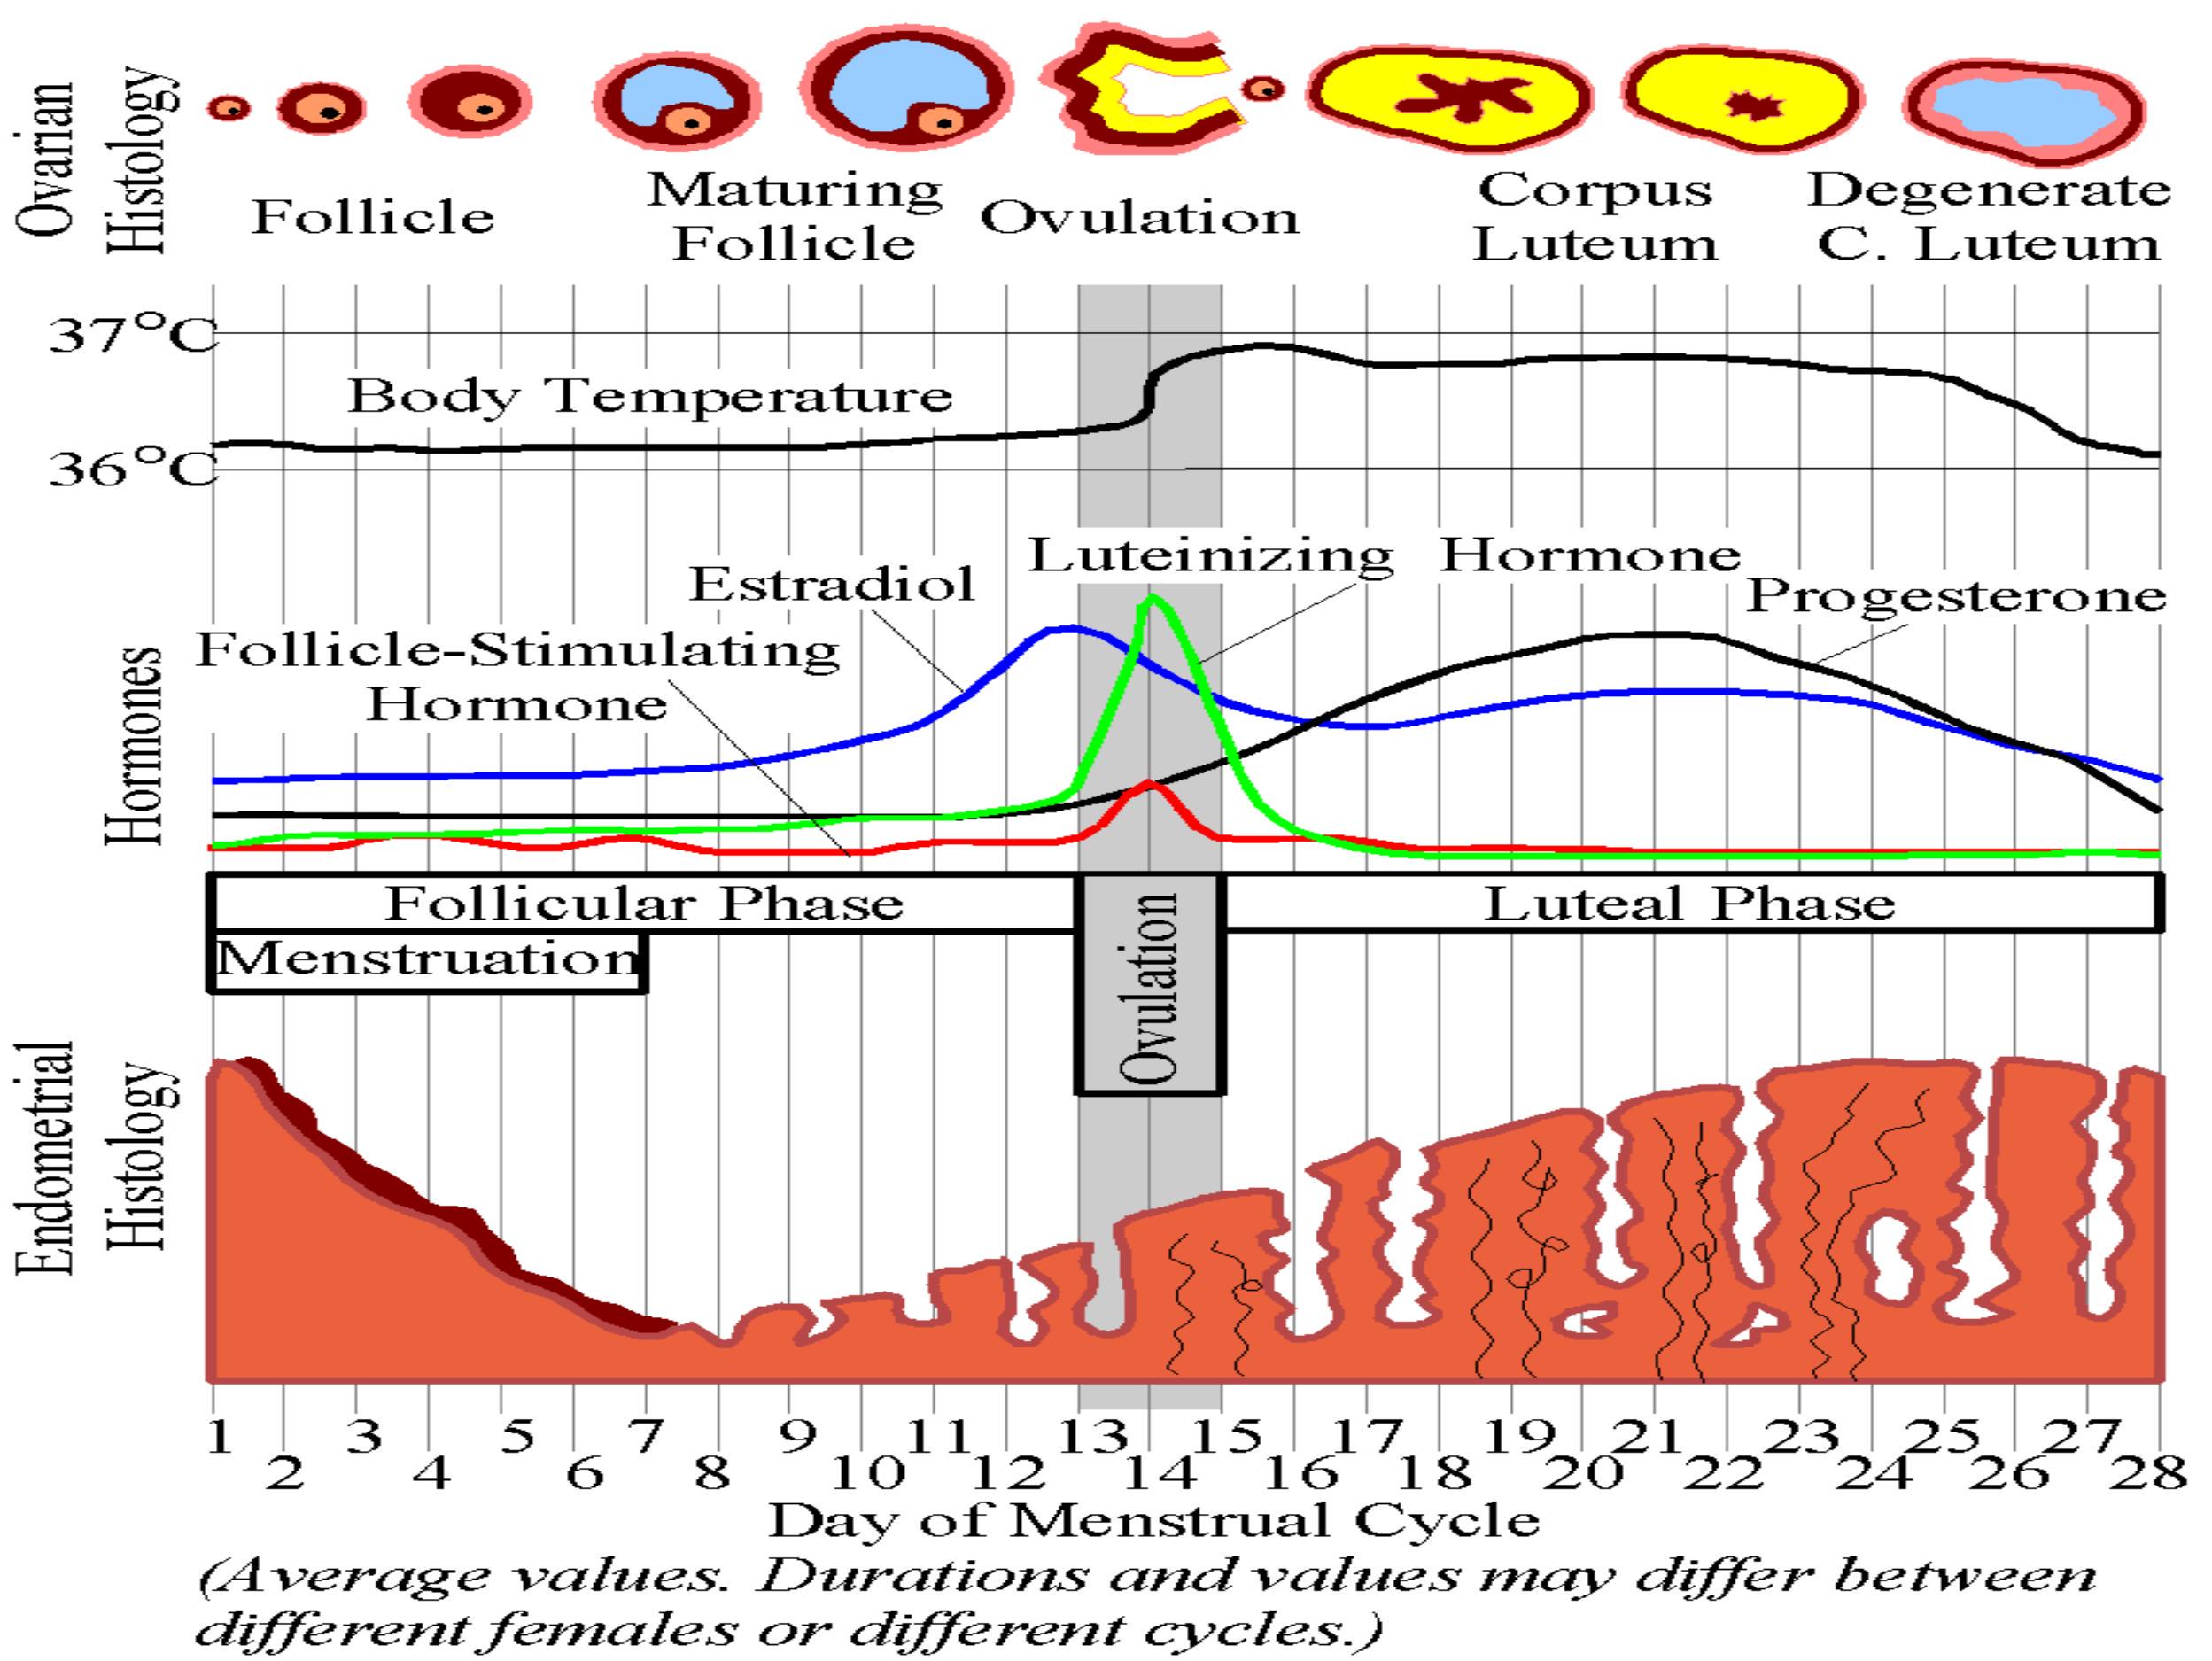 Ovarian
Histology
Follicle
Maturing
Follicle
Ovulation
Corpus
Luteum
Degenerate
C. Luteum
37°C
Body Temperature
36°C
Hormones
Luteinizing Hormone
Estradiol
Progesterone
Follicle-Stimulating
Hormone
Follicular Phase
Ovulation
Luteal Phase
Menstruation
Endometrial
Histology
1 3 5 7 9 11 13 15 17 19 21 23 25 27
2 4 6 8 10 12 14 16 18 20 22 24 26 28
Day of Menstrual Cycle
(Average values. Durations and values may differ between
different females or different cycles.)